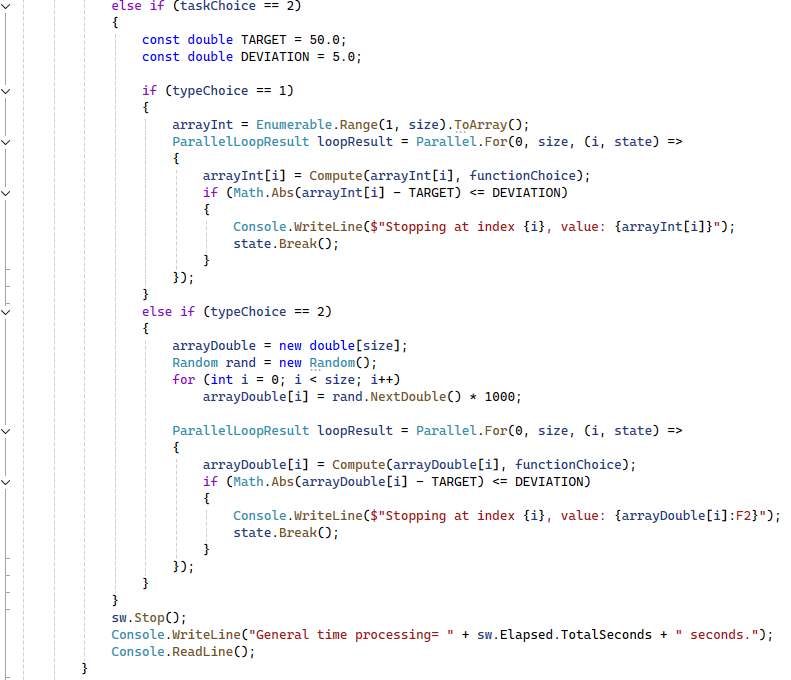 else if (taskChoice == 2)
{
const double TARGET = 50.0;
const double DEVIATION = 5.0;
if (typeChoice == 1)
{
arrayInt = Enumerable.Range(1, size).ToArray();
ParallelLoopResult loopResult = Parallel.For(0, size, (i, state) =>
{
arrayInt[i] = Compute(arrayInt[i], functionChoice);
if (Math.Abs(arrayInt[i] - TARGET) <= DEVIATION)
{
Console.WriteLine($"Stopping at index {i}, value: {arrayInt[i]}");
state.Break();
}
});
}
else if (typeChoice == 2)
{
arrayDouble = new double[size];
Random rand = new Random();
for (int i = 0; i < size; i++)
arrayDouble[i] = rand.NextDouble() * 1000;
ParallelLoopResult loopResult = Parallel.For(0, size, (i, state) =>
{
arrayDouble[i] = Compute(arrayDouble[i], functionChoice);
if (Math.Abs(arrayDouble[i] - TARGET) <= DEVIATION)
{
Console.WriteLine($"Stopping at index {i}, value: {arrayDouble[i]:F2}");
state.Break();
}
});
}
}
sw.Stop();
Console.WriteLine("General time processing= " + sw.Elapsed.TotalSeconds + " seconds.");
Console.ReadLine();
}